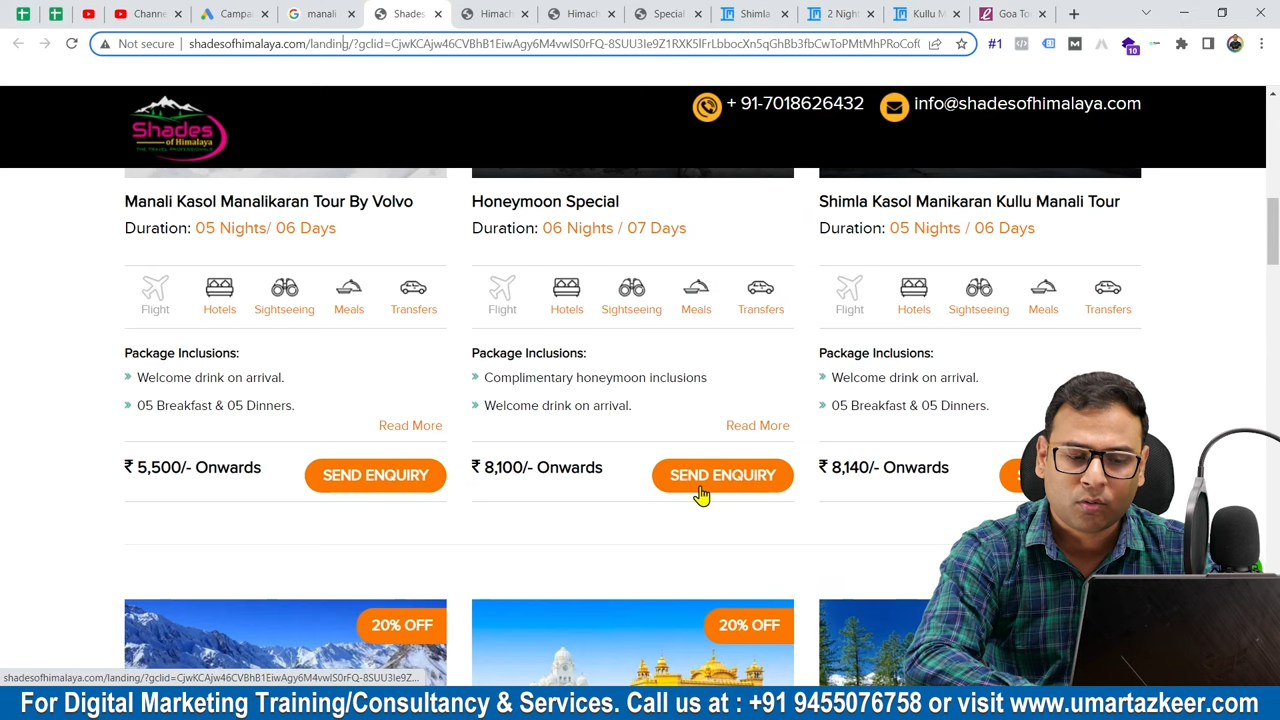 Channe
Campai
manali
Shades
Himach
Himach
Special
Shimla
2 Night
Kullu M
Goa To
Not secure
shadesofhimalaya.com/landing/?gclid=CjwKCAjw46CVBhB1EiwAgy6M4vwIS0rFQ-8SUU3Ie9Z1RXK5lFrLbbocXn5qGhBb3fbCwToPMtMhPRoCof
#1
10
Shades
of Himalaya
THE TRAVEL PROFESSIONALS
+ 91-7018626432
info@shadesofhimalaya.com
Manali Kasol Manalikaran Tour By Volvo
Duration: 05 Nights/ 06 Days
Flight Hotels Sightseeing Meals Transfers
Package Inclusions:
Welcome drink on arrival.
05 Breakfast & 05 Dinners.
Read More
₹ 5,500/- Onwards
SEND ENQUIRY
Honeymoon Special
Duration: 06 Nights / 07 Days
Flight Hotels Sightseeing Meals Transfers
Package Inclusions:
Complimentary honeymoon inclusions
Welcome drink on arrival.
Read More
₹ 8,100/- Onwards
SEND ENQUIRY
Shimla Kasol Manikaran Kullu Manali Tour
Duration: 05 Nights / 06 Days
Flight Hotels Sightseeing Meals Transfers
Package Inclusions:
Welcome drink on arrival.
05 Breakfast & 05 Dinners.
₹ 8,140/- Onwards
20% OFF
20% OFF
shadesofhimalaya.com/landing/?gclid=CjwKCAjw46CVBhB1EiwAgy6M4vwIS0rFQ-8SUU3Ie9Z...
For Digital Marketing Training/Consultancy & Services. Call us at : +91 9455076758 or visit www.umartazkeer.com